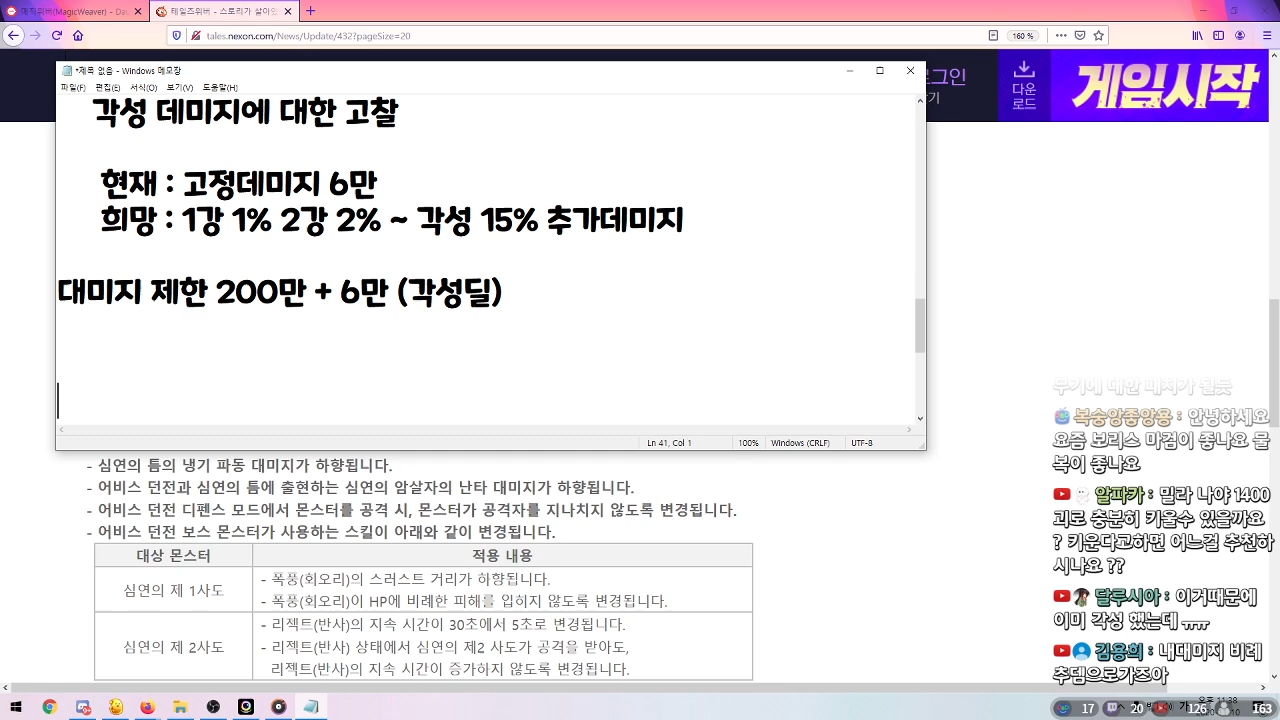 매직위버(MagicWeaver) - Da
테일즈위버 - 스토리가 살아있
tales.nexon.com/News/Update/432?pageSize=20
160 %
*제목 없음 - Windows 메모장
파일(F) 편집(E) 서식(O) 보기(V) 도움말(H)
로그인
다운
로드
게임시작
각성 데미지에 대한 고찰
현재 : 고정데미지 6만
희망 : 1강 1% 2강 2% ~ 각성 15% 추가데미지
대미지 제한 200만 + 6만 (각성딜)
Ln 41, Col 1
100%
Windows (CRLF)
UTF-8
- 심연의 틈의 냉기 파동 대미지가 하향됩니다.
- 어비스 던전과 심연의 틈에 출현하는 심연의 암살자의 난타 대미지가 하향됩니다.
- 어비스 던전 디펜스 모드에서 몬스터를 공격 시, 몬스터가 공격자를 지나치지 않도록 변경됩니다.
- 어비스 던전 보스 몬스터가 사용하는 스킬이 아래와 같이 변경됩니다.
대상 몬스터
적용 내용
심연의 제 1사도
- 폭풍(회오리)의 스러스트 거리가 하향됩니다.
- 폭풍(회오리)이 HP에 비례한 피해를 입히지 않도록 변경됩니다.
심연의 제 2사도
- 리젝트(반사)의 지속 시간이 30초에서 5초로 변경됩니다.
- 리젝트(반사) 상태에서 심연의 제2 사도가 공격을 받아도,
리젝트(반사)의 지속 시간이 증가하지 않도록 변경됩니다.
무기에 대한 패치가 될듯
복숭앙종앙용 : 안녕하세요
요즘 보리스 마검이 좋나요 물
복이 좋나요
알파카 : 밀라 나야 1400
괴로 충분히 키울수 있을까요
? 키운다고하면 어느걸 추천하
시나요 ??
달루시아 : 이거때문에
이미 각성 했는데 ㅠㅠ
김용희 : 내대미지 비례
추뎀으로가즈아
17
20
126
163